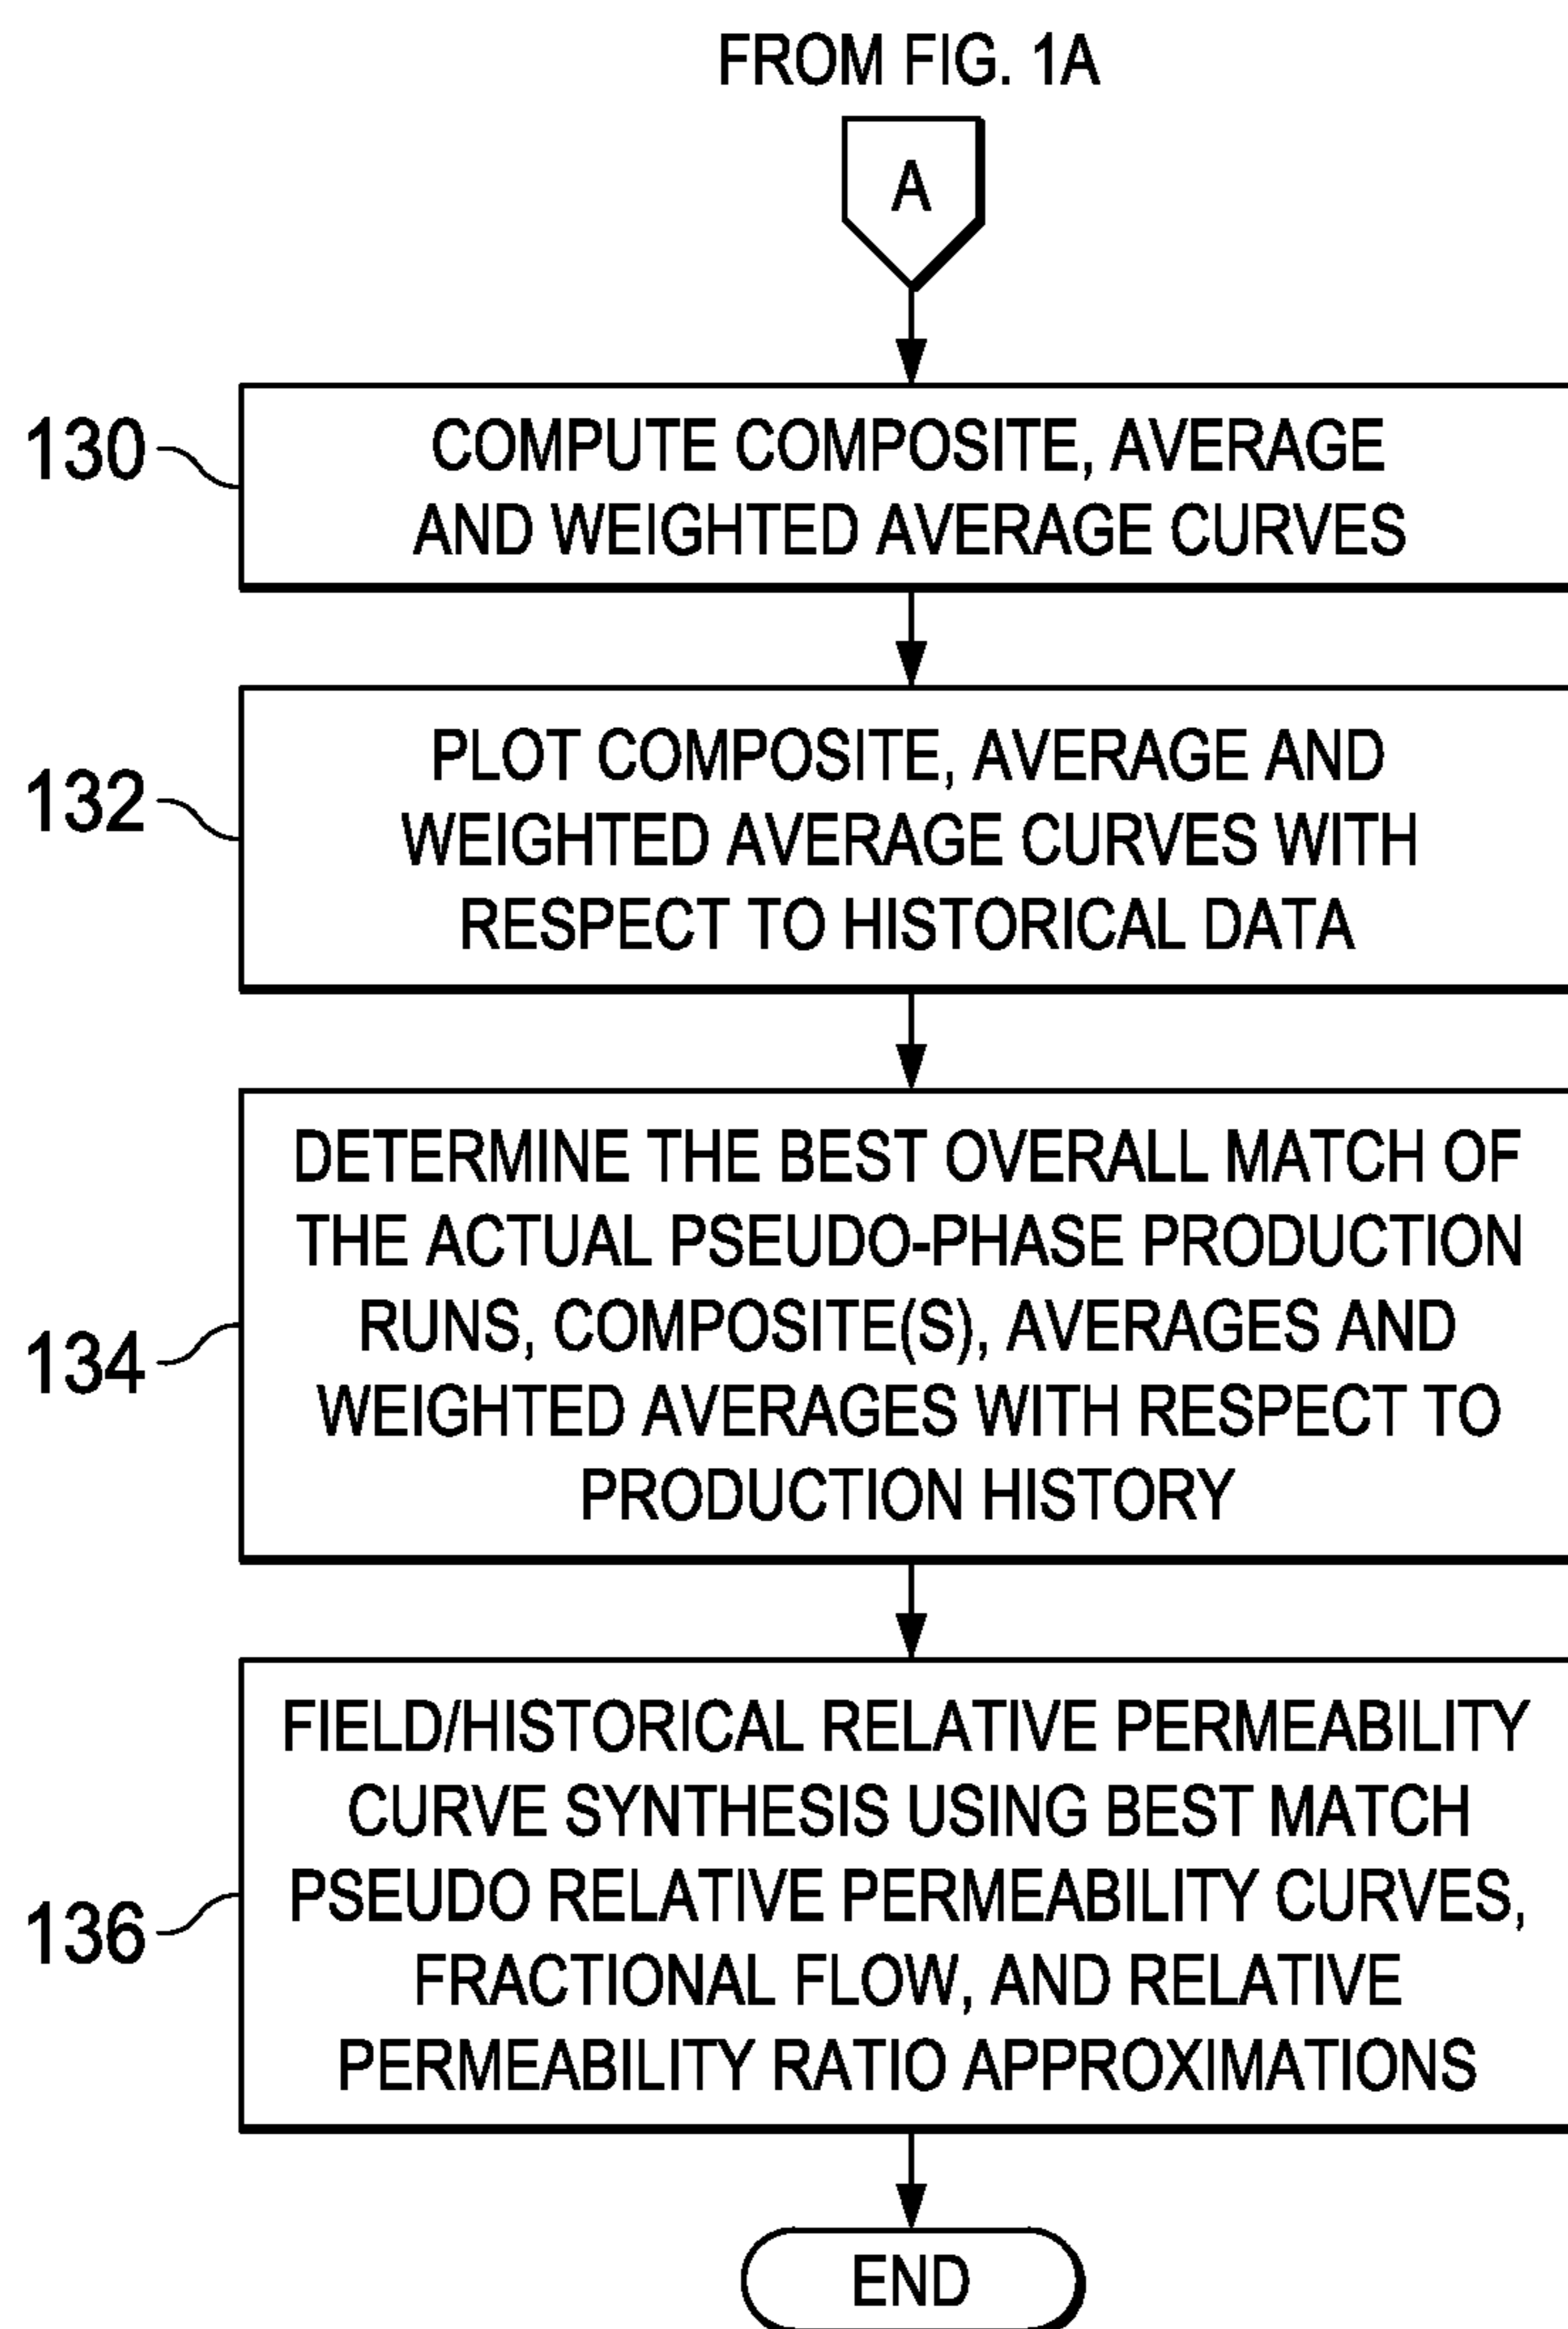 FROM FIG. 1A
A
130
COMPUTE COMPOSITE, AVERAGE
AND WEIGHTED AVERAGE CURVES
132
PLOT COMPOSITE, AVERAGE AND
WEIGHTED AVERAGE CURVES WITH
RESPECT TO HISTORICAL DATA
134
DETERMINE THE BEST OVERALL MATCH OF
THE ACTUAL PSEUDO-PHASE PRODUCTION
RUNS, COMPOSITE(S), AVERAGES AND
WEIGHTED AVERAGES WITH RESPECT TO
PRODUCTION HISTORY
136
FIELD/HISTORICAL RELATIVE PERMEABILITY
CURVE SYNTHESIS USING BEST MATCH
PSEUDO RELATIVE PERMEABILITY CURVES,
FRACTIONAL FLOW, AND RELATIVE
PERMEABILITY RATIO APPROXIMATIONS
END